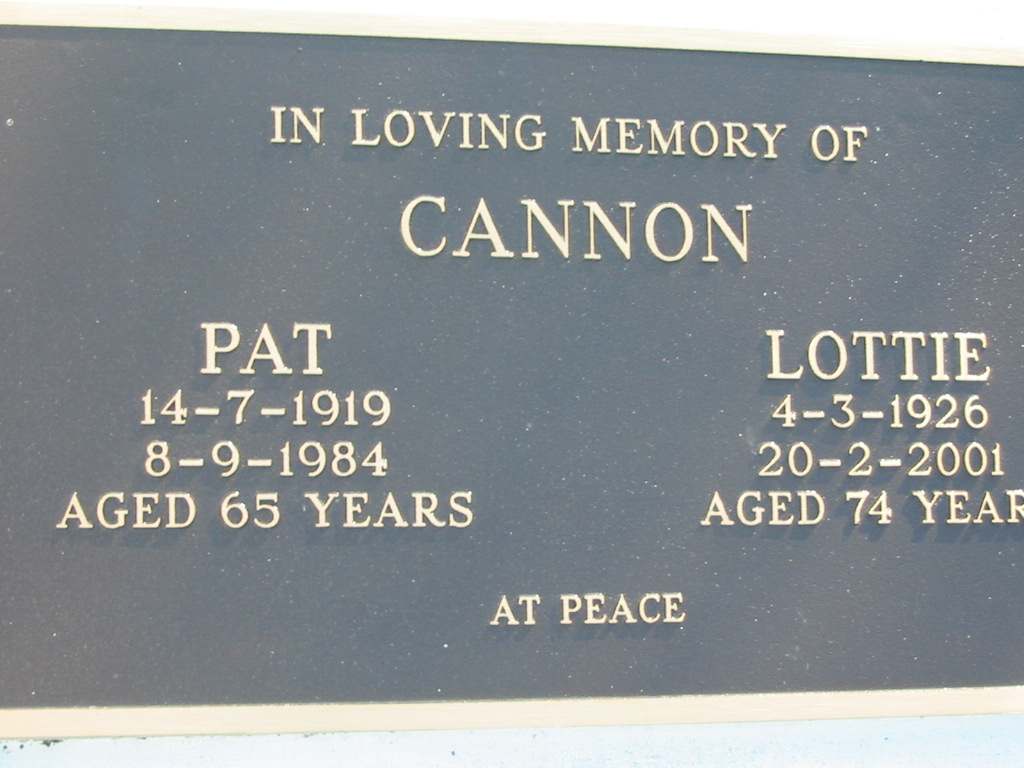 IN LOVING MEMORY OF
CANNON
PAT
14-7-1919
8-9-1984
AGED 65 YEARS
LOTTIE
4-3-1926
20-2-2001
AGED 74 YEAR
AT PEACE